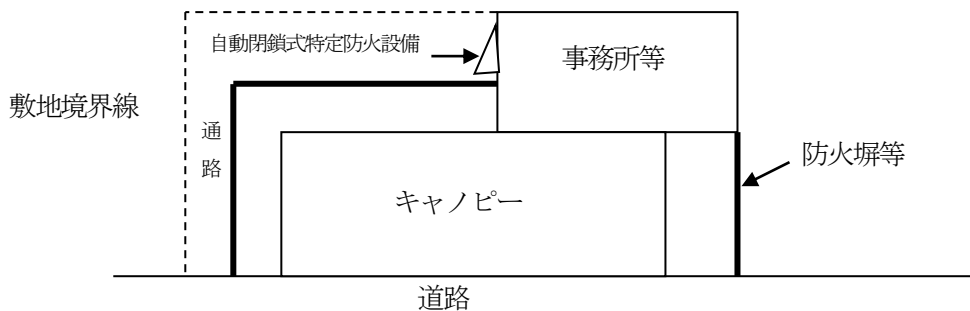 自動閉鎖式特定防火設備
事務所等
敷地境界線
通路
防火塀等
キャノピー
道路